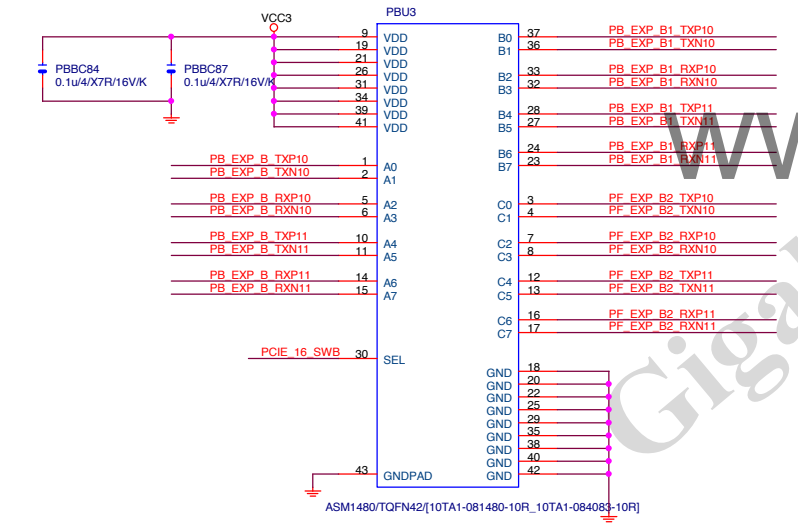 VCC3
PBU3
PBBC84
0.1u/4/X7R/16V/K
PBBC87
0.1u/4/X7R/16V/K
9 VDD
19 VDD
21 VDD
26 VDD
31 VDD
34 VDD
39 VDD
41 VDD
PB_EXP_B_TXP10 1 A0
PB_EXP_B_TXN10 2 A1
PB_EXP_B_RXP10 5 A2
PB_EXP_B_RXN10 6 A3
PB_EXP_B_TXP11 10 A4
PB_EXP_B_TXN11 11 A5
PB_EXP_B_RXP11 14 A6
PB_EXP_B_RXN11 15 A7
PCIE_16_SWB 30 SEL
43 GNDPAD
B0 37 PB_EXP_B1_TXP10
B1 36 PB_EXP_B1_TXN10
B2 33 PB_EXP_B1_RXP10
B3 32 PB_EXP_B1_RXN10
B4 28 PB_EXP_B1_TXP11
B5 27 PB_EXP_B1_TXN11
B6 24 PB_EXP_B1_RXP11
B7 23 PB_EXP_B1_RXN11
C0 3 PF_EXP_B2_TXP10
C1 4 PF_EXP_B2_TXN10
C2 7 PF_EXP_B2_RXP10
C3 8 PF_EXP_B2_RXN10
C4 12 PF_EXP_B2_TXP11
C5 13 PF_EXP_B2_TXN11
C6 16 PF_EXP_B2_RXP11
C7 17 PF_EXP_B2_RXN11
GND 18
GND 20
GND 22
GND 25
GND 29
GND 35
GND 38
GND 40
GND 42
ASM1480/TQFN42/[10TA1-081480-10R_10TA1-084083-10R]